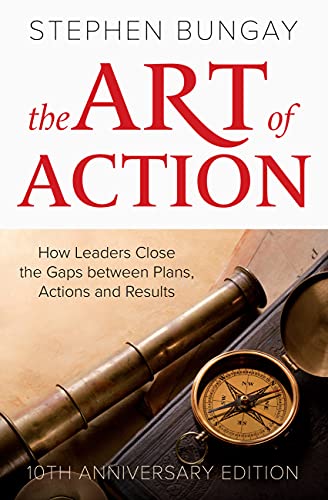 STEPHEN BUNGAY
the ART of
ACTION
How Leaders Close
the Gaps between Plans,
Actions and Results
10TH ANNIVERSARY EDITION